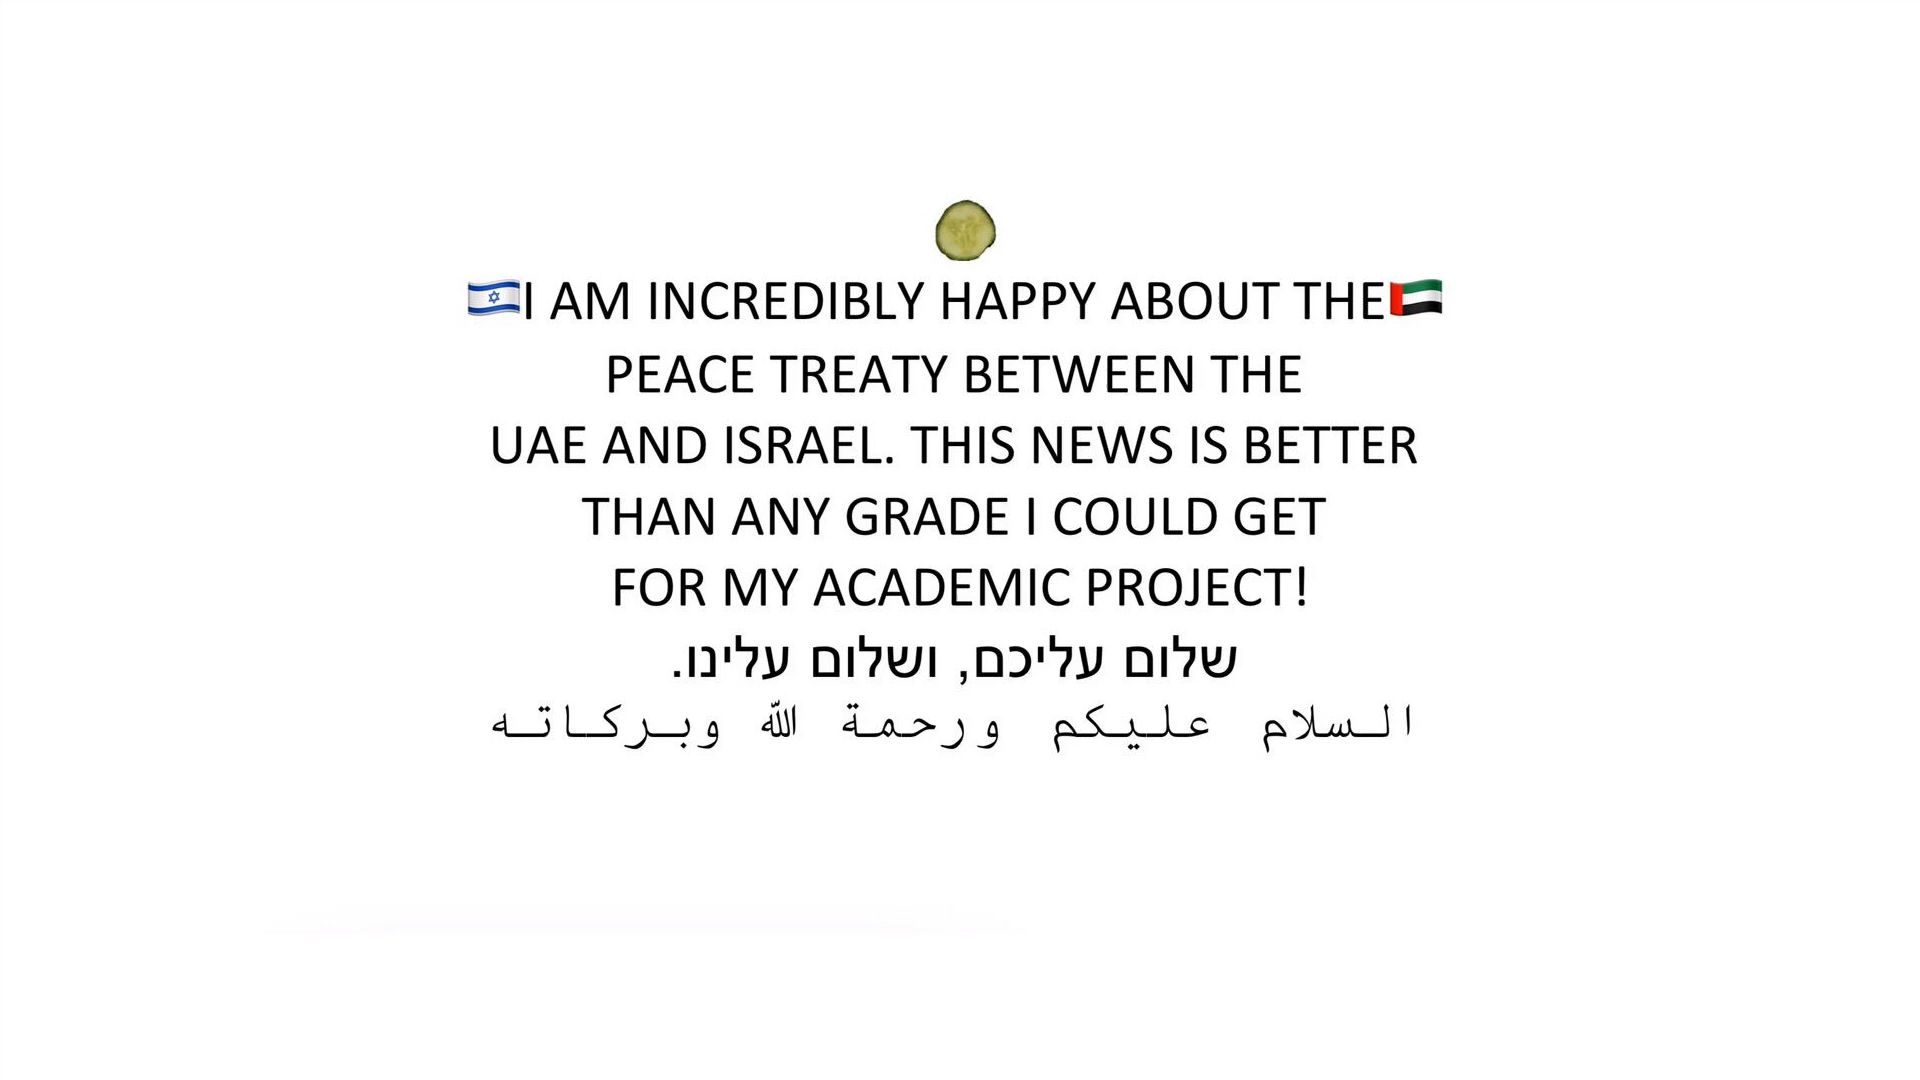 🇮🇱I AM INCREDIBLY HAPPY ABOUT THE🇦🇪
PEACE TREATY BETWEEN THE
UAE AND ISRAEL. THIS NEWS IS BETTER
THAN ANY GRADE I COULD GET
FOR MY ACADEMIC PROJECT!
שלום עליכם, ושלום עלינו.
السلام عليكم ورحمة الله وبركاته